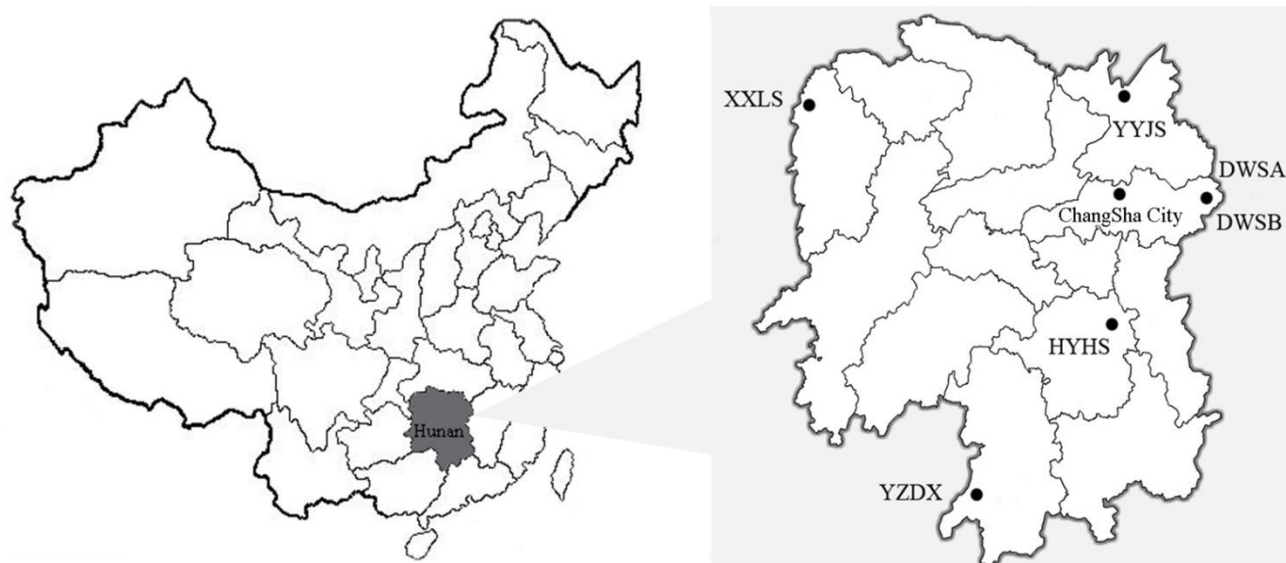 Hunan
XXLS
YYJS
DWSA
ChangSha City
DWSB
HYHS
YZDX